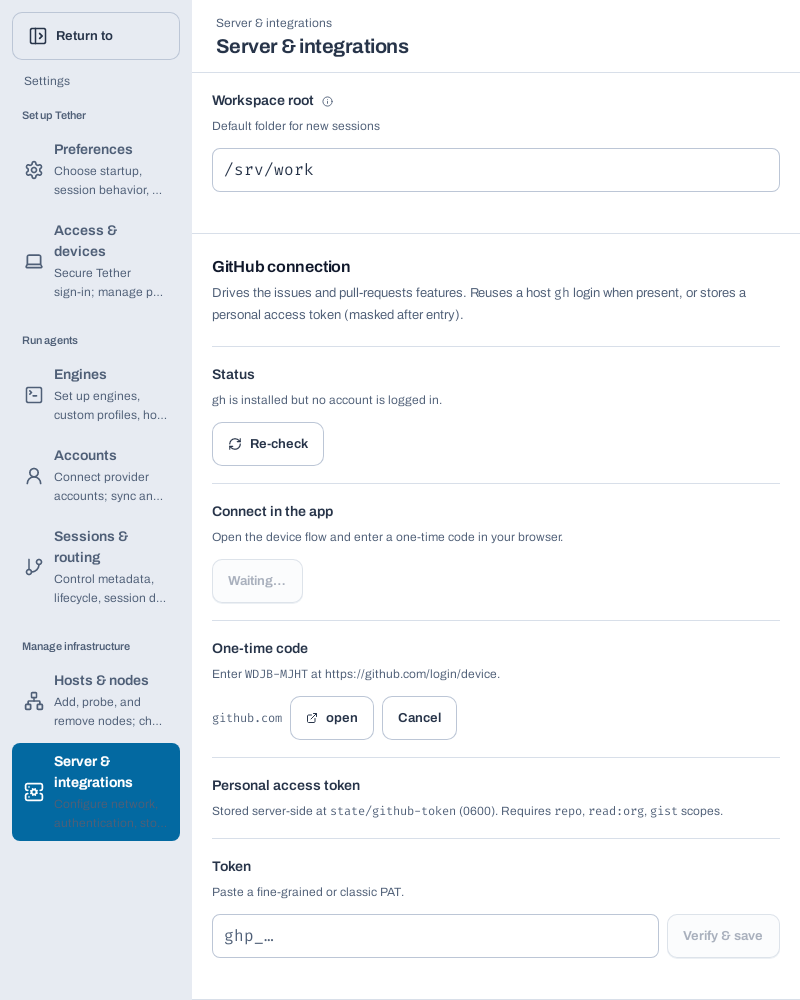 Return to
Settings
Set up Tether
Preferences
Choose startup,
session behavior, ...
Access &
devices
Secure Tether
sign-in; manage p...
Run agents
Engines
Set up engines,
custom profiles, ho...
Accounts
Connect provider
accounts; sync an...
Sessions &
routing
Control metadata,
lifecycle, session d...
Manage infrastructure
Hosts & nodes
Add, probe, and
remove nodes; ch...
Server &
integrations
Configure network,
authentication, sto...
Server & integrations
Server & integrations
Workspace root
Default folder for new sessions
/srv/work
GitHub connection
Drives the issues and pull-requests features. Reuses a host gh login when present, or stores a
personal access token (masked after entry).
Status
gh is installed but no account is logged in.
Re-check
Connect in the app
Open the device flow and enter a one-time code in your browser.
Waiting...
One-time code
Enter WDJB-MJHT at https://github.com/login/device.
github.com open Cancel
Personal access token
Stored server-side at state/github-token (0600). Requires repo, read:org, gist scopes.
Token
Paste a fine-grained or classic PAT.
ghp_… Verify & save